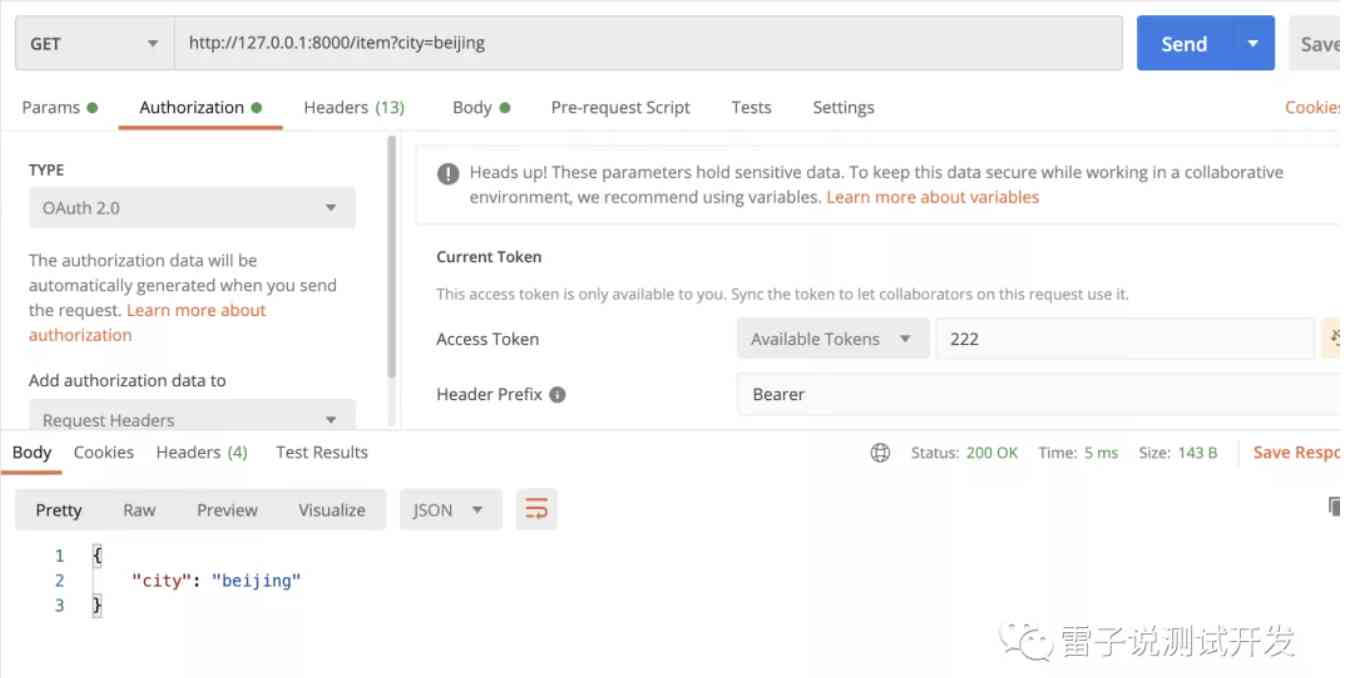 GET http://127.0.0.1:8000/item?city=beijing Send Save
Params Authorization Headers (13) Body Pre-request Script Tests Settings Cookies
TYPE
OAuth 2.0
The authorization data will be
automatically generated when you send
the request. Learn more about
authorization
Add authorization data to
Request Headers
Heads up! These parameters hold sensitive data. To keep this data secure while working in a collaborative
environment, we recommend using variables. Learn more about variables
Current Token
This access token is only available to you. Sync the token to let collaborators on this request use it.
Access Token Available Tokens 222
Header Prefix Bearer
Body Cookies Headers (4) Test Results Status: 200 OK Time: 5 ms Size: 143 B Save Respo
Pretty Raw Preview Visualize JSON
1 {
2 "city": "beijing"
3 }
雷子说测试开发